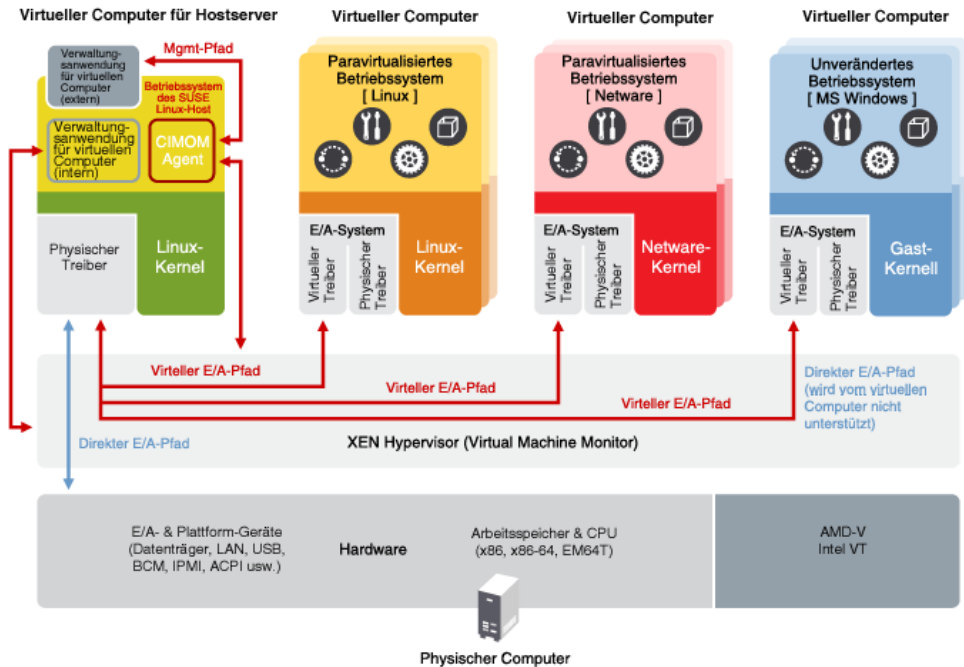 Virtueller Computer für Hostserver
Virtueller Computer
Virtueller Computer
Virtueller Computer
Verwaltung-
sanwendung
für virtuellen
Computer
(extern)
Mgmt-Pfad
Betriebssystem
des SUSE
Linux-Host
Verwaltung-
sanwendung
für virtuellen
Computer
(intern)
CIMOM
Agent
Physischer
Treiber
Linux-
Kernel
Paravirtualisiertes
Betriebssystem
[ Linux ]
E/A-System
Virtueller
Treiber
Physischer
Treiber
Linux-
Kernel
Paravirtualisiertes
Betriebssystem
[ Netware ]
E/A-System
Virtueller
Treiber
Physischer
Treiber
Netware-
Kernel
Unverändertes
Betriebssystem
[ MS Windows ]
E/A-System
Virtueller
Treiber
Physischer
Treiber
Gast-
Kernell
Virteller E/A-Pfad
Virteller E/A-Pfad
Virteller E/A-Pfad
Direkter E/A-Pfad
(wird vom virtuellen
Computer nicht
unterstützt)
Direkter E/A-Pfad
XEN Hypervisor (Virtual Machine Monitor)
E/A- & Plattform-Geräte
(Datenträger, LAN, USB,
BCM, IPMI, ACPI usw.)
Hardware
Arbeitsspeicher & CPU
(x86, x86-64, EM64T)
AMD-V
Intel VT
Physischer Computer